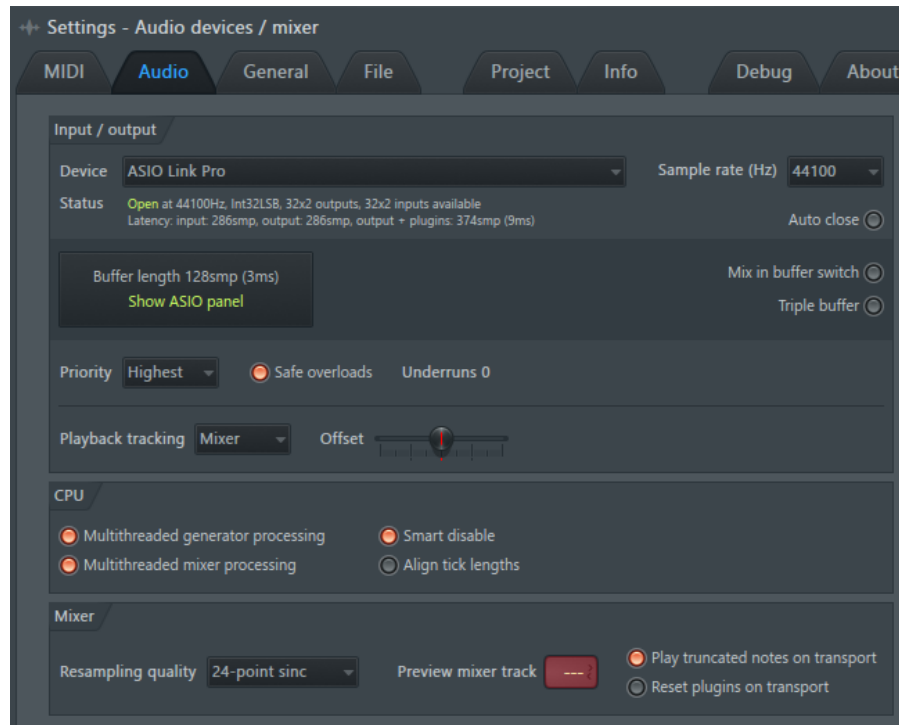 Settings - Audio devices / mixer
MIDI Audio General File Project Info Debug About
Input / output
Device ASIO Link Pro Sample rate (Hz) 44100
Status Open at 44100Hz, Int32LSB, 32x2 outputs, 32x2 inputs available
Latency: input: 286smp, output: 286smp, output + plugins: 374smp (9ms)
Auto close
Buffer length 128smp (3ms)
Show ASIO panel
Mix in buffer switch
Triple buffer
Priority Highest Safe overloads Underruns 0
Playback tracking Mixer Offset
CPU
Multithreaded generator processing Smart disable
Multithreaded mixer processing Align tick lengths
Mixer
Resampling quality 24-point sinc Preview mixer track ---
Play truncated notes on transport
Reset plugins on transport